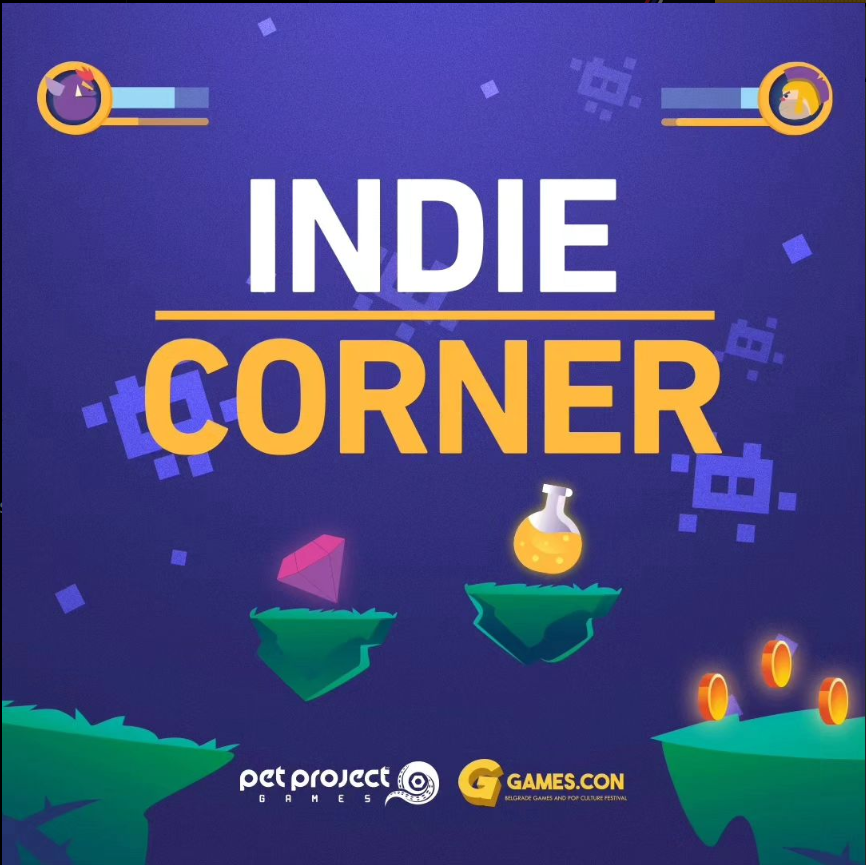 INDIE
CORNER
pet project
GAMES
GAMES.CON
BELGRADE GAMES AND POP CULTURE FESTIVAL